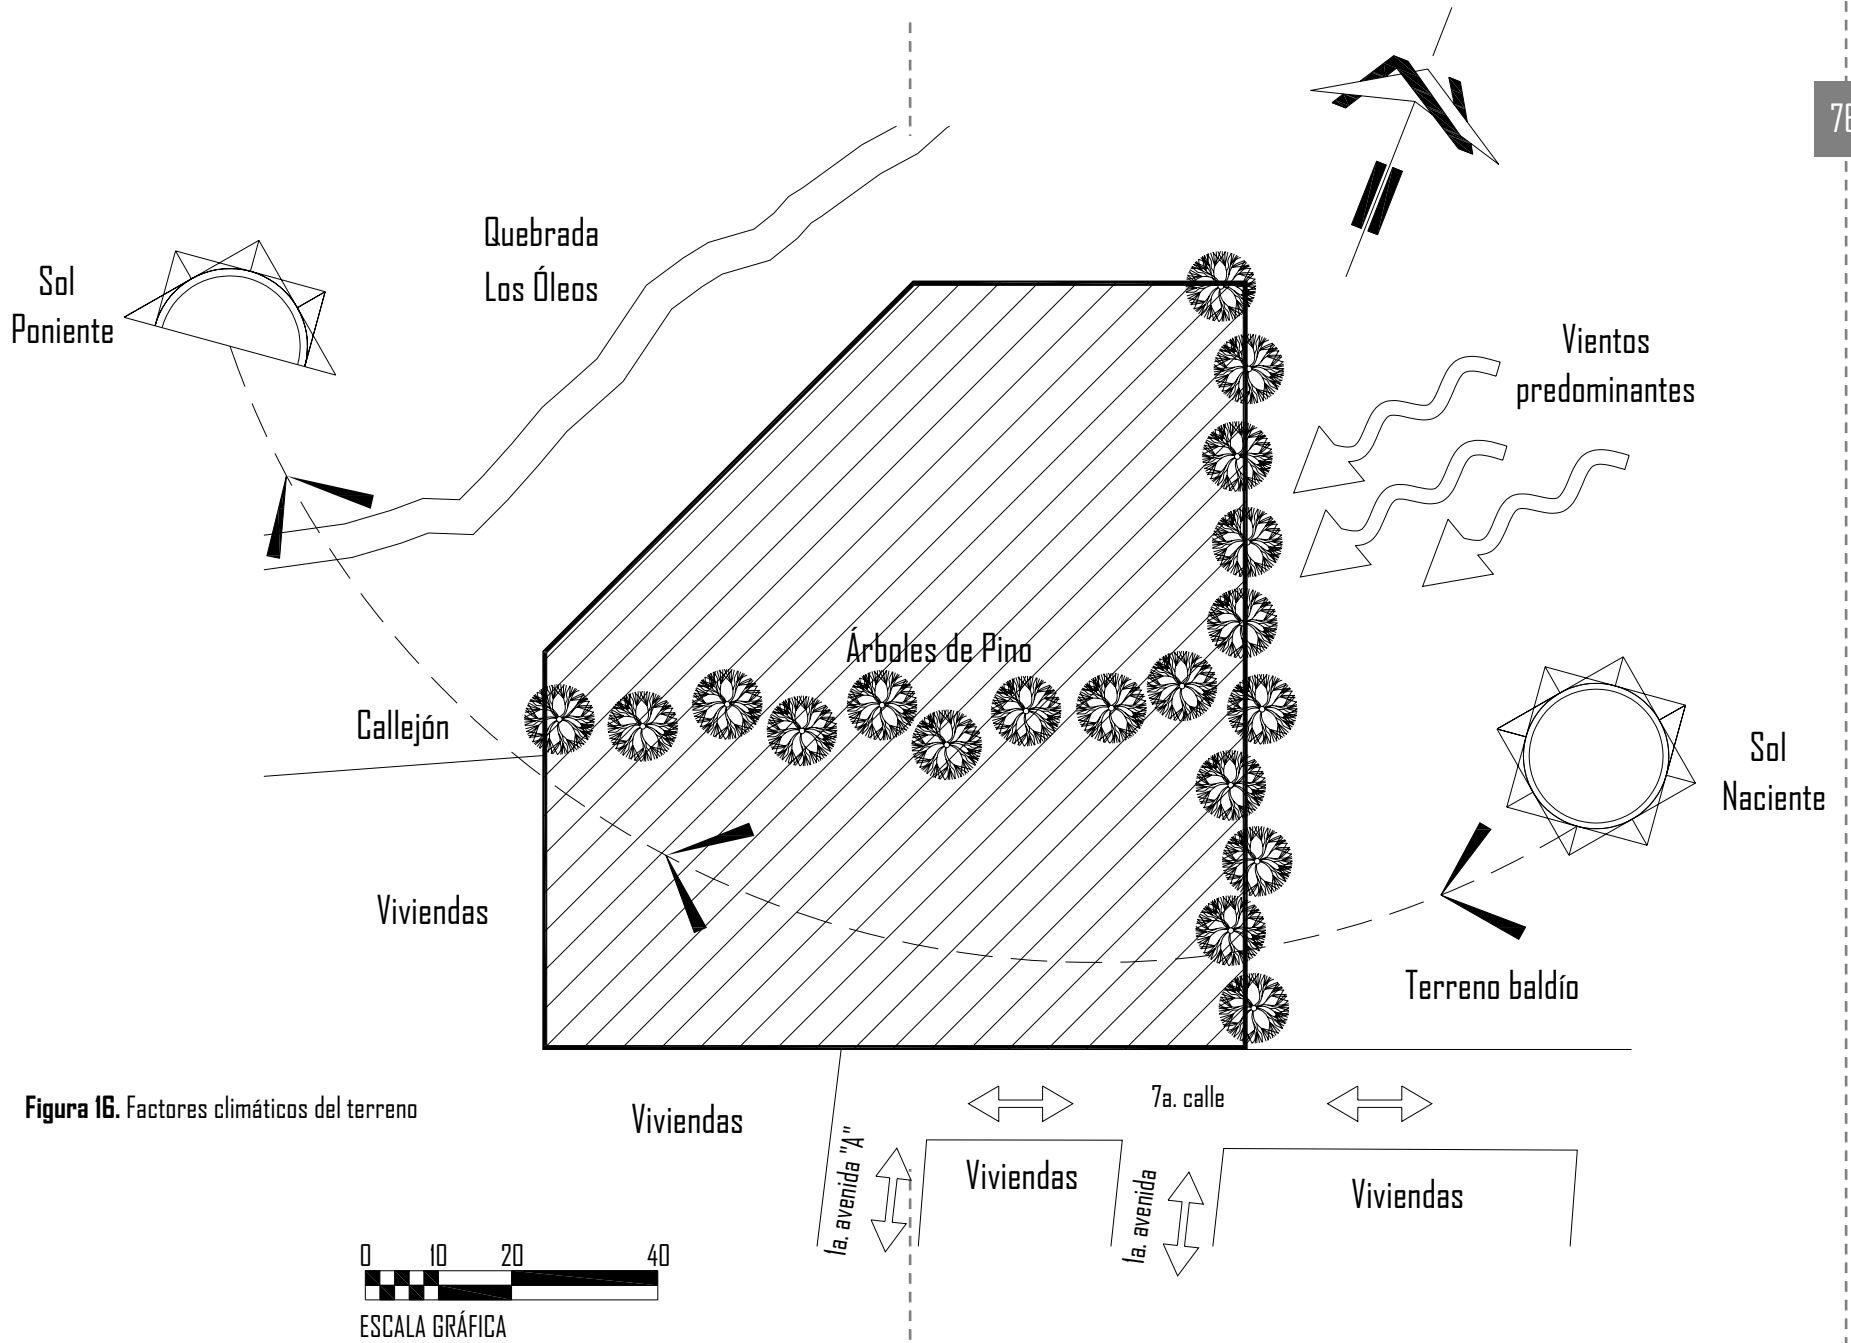 Quebrada
Los Óleos
Sol
Poniente
Vientos
predominantes
Árboles de Pino
Callejón
Sol
Naciente
Viviendas
Terreno baldío
Figura 16. Factores climáticos del terreno
Viviendas
7a. calle
1a. avenida "A"
Viviendas
1a. avenida
Viviendas
0 10 20 40
ESCALA GRÁFICA